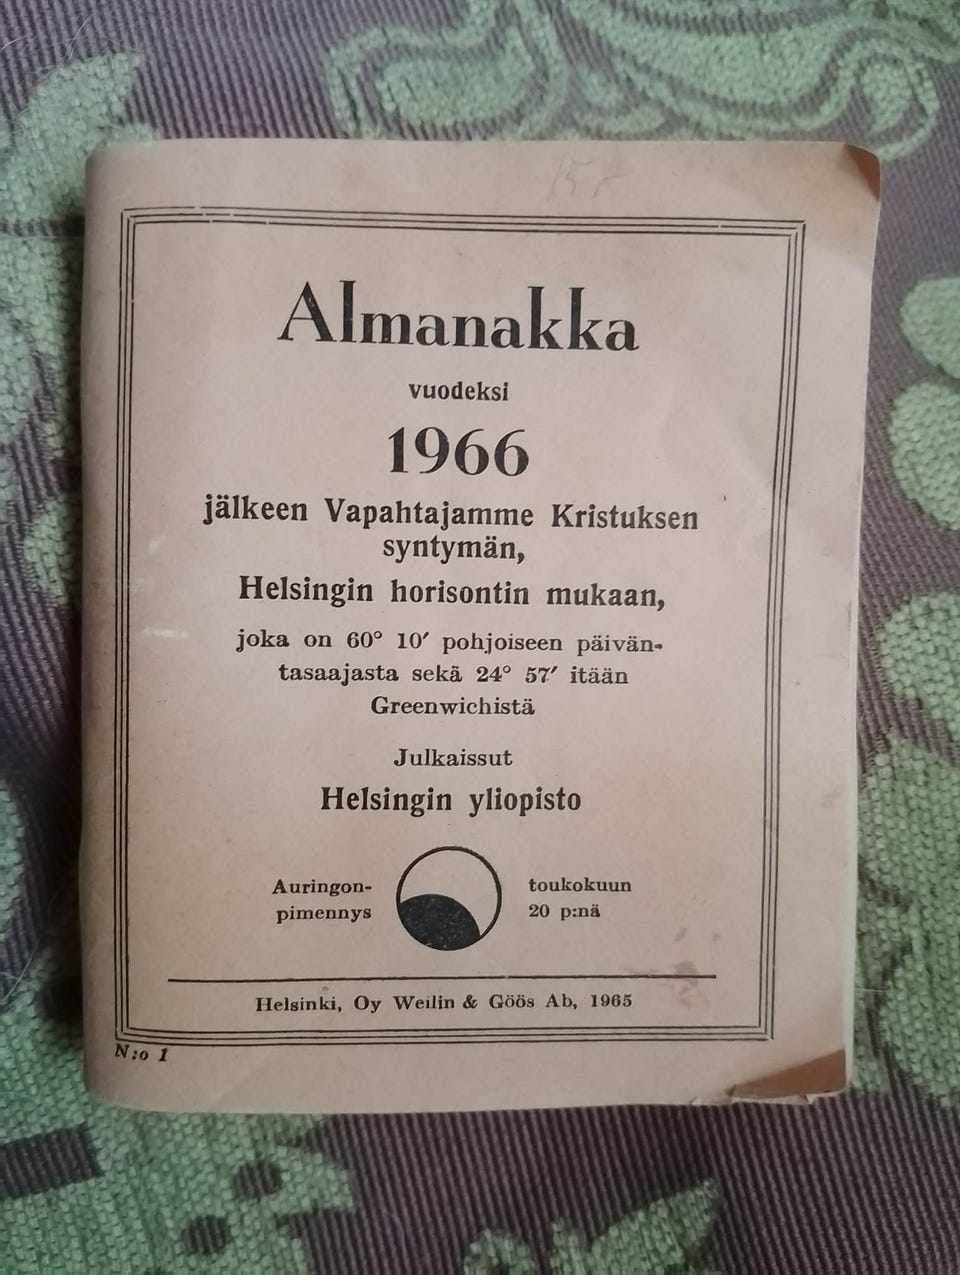 Almanakka
vuodeksi
1966
jälkeen Vapahtajamme Kristuksen
syntymän,
Helsingin horisontin mukaan,
joka on 60° 10′ pohjoiseen päivän-
tasaajasta sekä 24° 57′ itään
Greenwichistä
Julkaissut
Helsingin yliopisto
Auringon-
pimennys
toukokuun
20 p:nä
Helsinki, Oy Weilin & Göös Ab, 1965
N:o 1